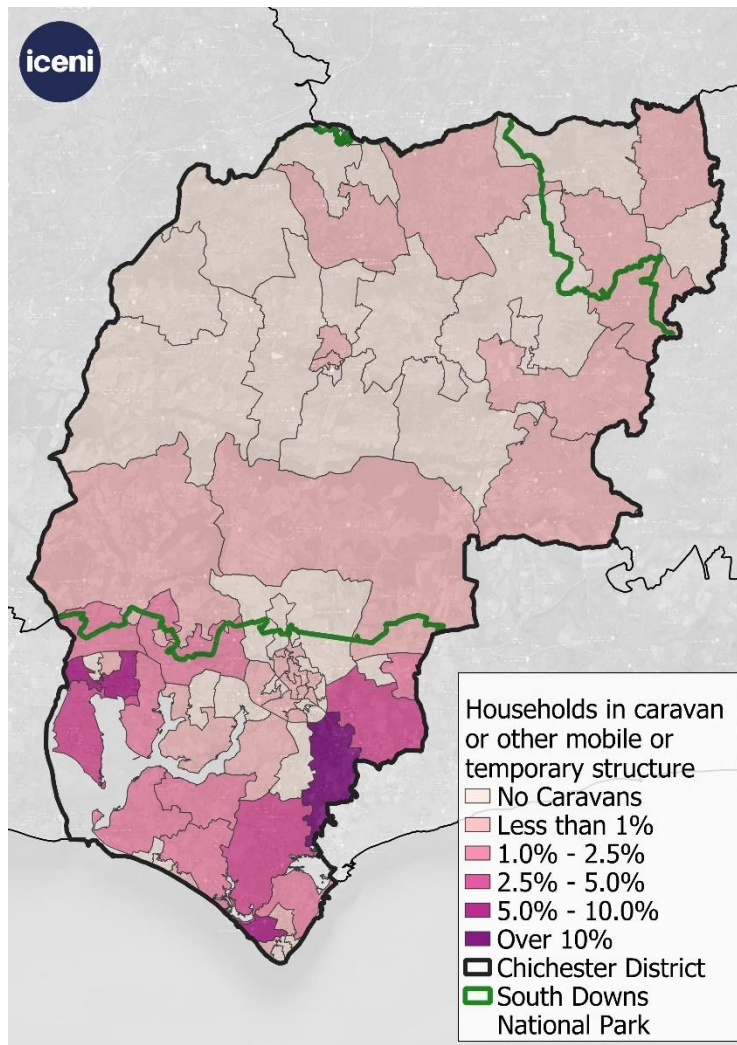 iceni
Households in caravan
or other mobile or
temporary structure
No Caravans
Less than 1%
1.0% - 2.5%
2.5% - 5.0%
5.0% - 10.0%
Over 10%
Chichester District
South Downs
National Park